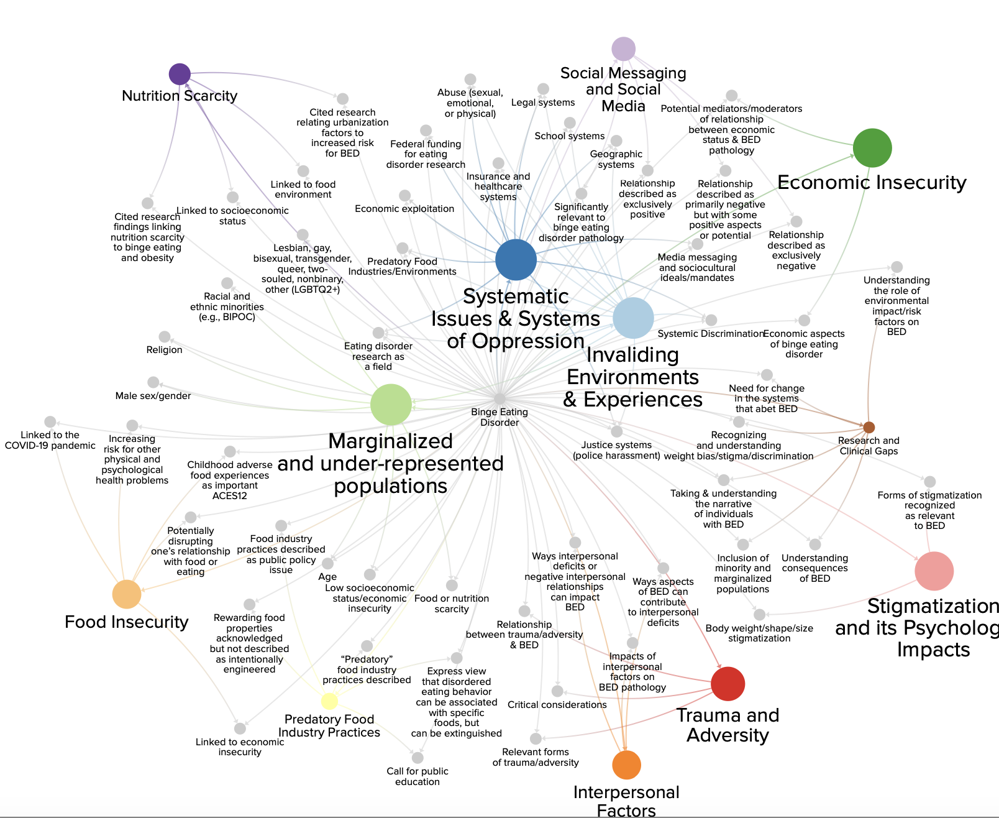 Nutrition Scarcity
Social Messaging
and Social
Media
Abuse (sexual,
emotional,
or physical)
Legal systems
Potential mediators/moderators
of relationship
between economic
status & BED
pathology
Cited research
relating urbanization
factors to
increased risk
for BED
School systems
Federal funding
for eating
disorder research
Geographic
systems
Economic Insecurity
Insurance and
healthcare
systems
Linked to food
environment
Relationship
described as
exclusively
positive
Relationship
described as
primarily negative
but with some
positive aspects
or potential
Economic exploitation
Significantly
relevant to
binge eating
disorder pathology
Linked to socioeconomic
status
Cited research
findings linking
nutrition scarcity
to binge eating
and obesity
Relationship
described as
exclusively
negative
Lesbian, gay,
bisexual, transgender,
queer, two-
souled, nonbinary,
other (LGBTQ2+)
Predatory Food
Industries/Environments
Media messaging
and sociocultural
ideals/mandates
Systematic
Issues & Systems
of Oppression
Understanding
the role of
environmental
impact/risk
factors on
BED
Racial and
ethnic minorities
(e.g., BIPOC)
Systemic Discrimination
Economic aspects
of binge eating
disorder
Religion
Eating disorder
research as
a field
Invaliding
Environments
& Experiences
Male sex/gender
Need for change
in the systems
that abet BED
Binge Eating
Disorder
Linked to the
COVID-19 pandemic
Increasing
risk for other
physical and
psychological
health problems
Marginalized
and under-represented
populations
Justice systems
(police harassment)
Recognizing
and understanding
weight bias/stigma/discrimination
Research and
Clinical Gaps
Childhood adverse
food experiences
as important
ACES12
Taking & understanding
the narrative
of individuals
with BED
Forms of stigmatization
recognized
as relevant
to BED
Potentially
disrupting
one's relationship
with food or
eating
Food industry
practices described
as public policy
issue
Age
Low socioeconomic
status/economic
insecurity
Food or nutrition
scarcity
Ways interpersonal
deficits or
negative interpersonal
relationships
can impact
BED
Ways aspects
of BED can
contribute
to interpersonal
deficits
Inclusion of
minority and
marginalized
populations
Understanding
consequences
of BED
Stigmatization
and its Psycholog
Impacts
Food Insecurity
Rewarding food
properties
acknowledged
but not described
as intentionally
engineered
Relationship
between trauma/adversity
& BED
Body weight/shape/size
stigmatization
"Predatory"
food industry
practices described
Express view
that disordered
eating behavior
can be associated
with specific
foods, but
can be extinguished
Impacts of
interpersonal
factors on
BED pathology
Critical considerations
Trauma and
Adversity
Predatory Food
Industry Practices
Linked to economic
insecurity
Relevant forms
of trauma/adversity
Call for public
education
Interpersonal
Factors